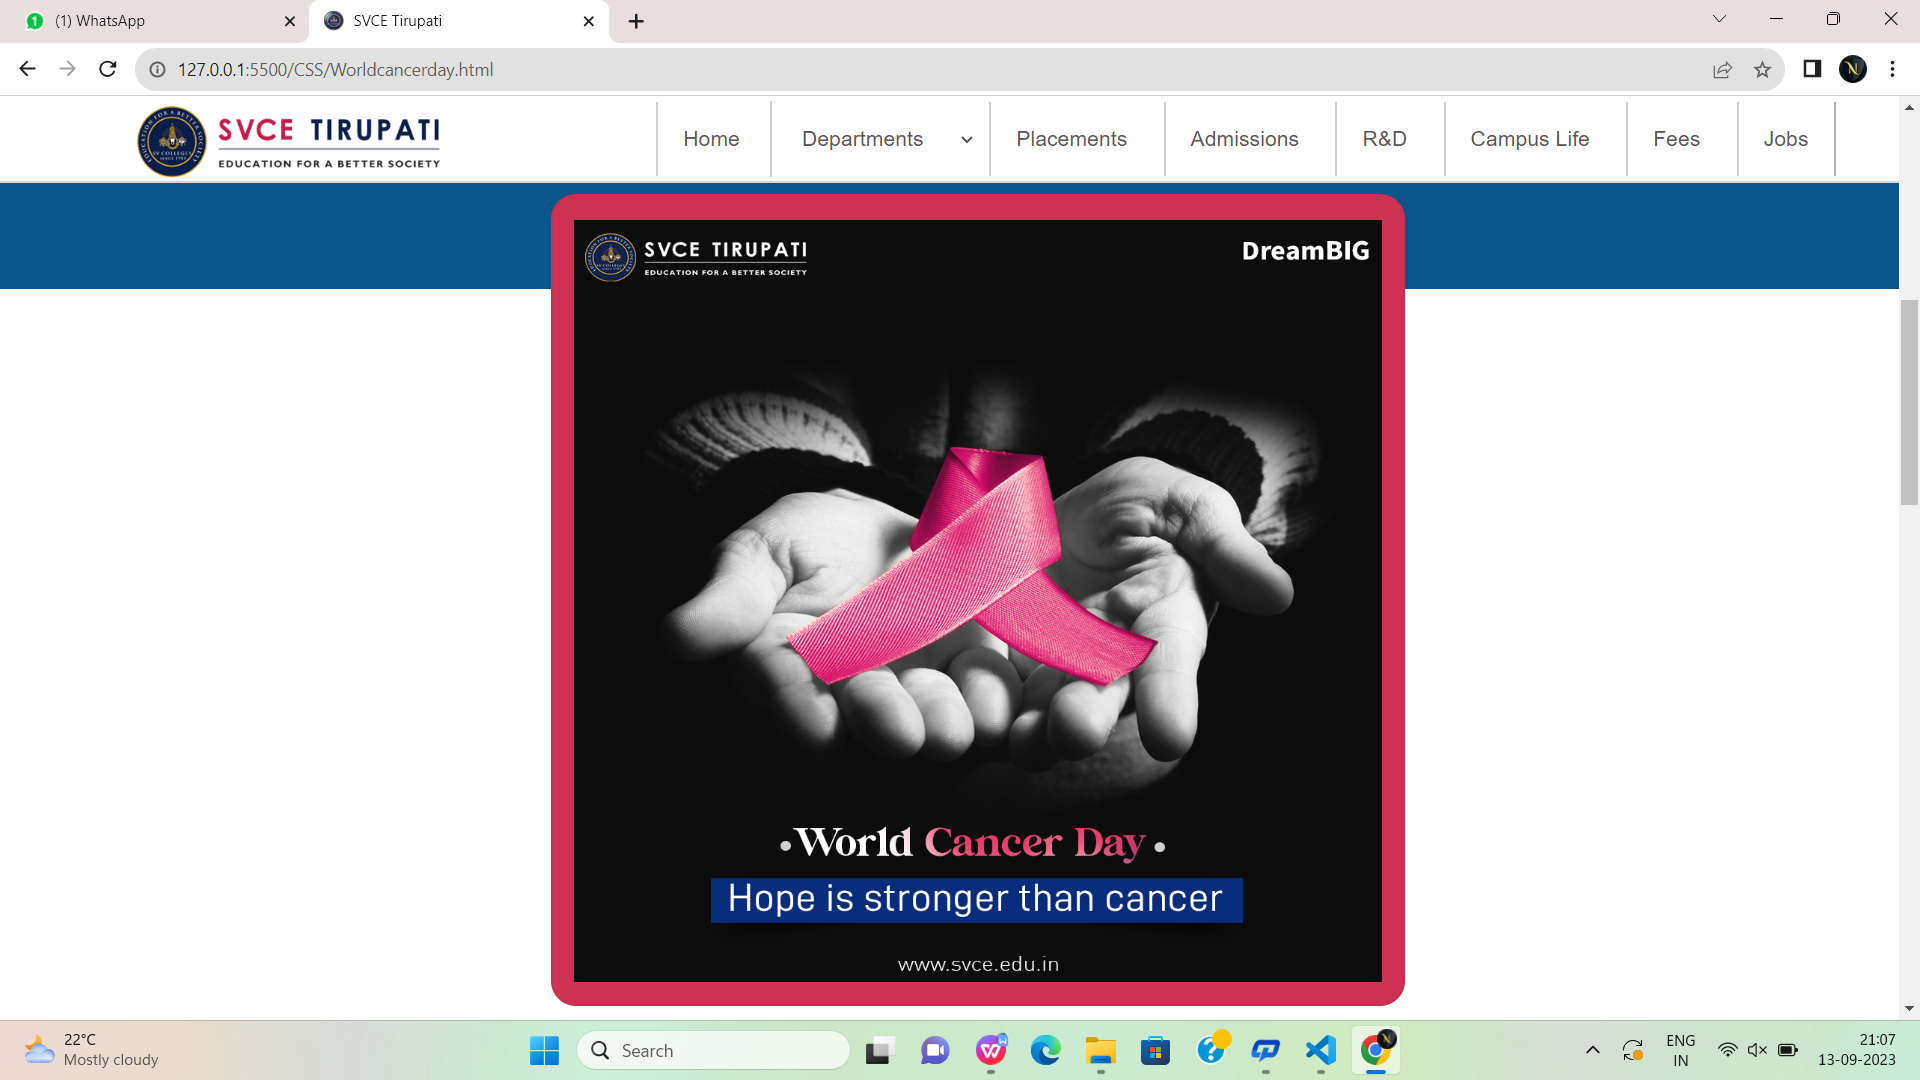 (1) WhatsApp
SVCE Tirupati
127.0.0.1:5500/CSS/Worldcancerday.html
SVCE TIRUPATI
EDUCATION FOR A BETTER SOCIETY
Home
Departments
Placements
Admissions
R&D
Campus Life
Fees
Jobs
SVCE TIRUPATI
EDUCATION FOR A BETTER SOCIETY
DreamBIG
•World Cancer Day•
Hope is stronger than cancer
www.svce.edu.in
22°C
Mostly cloudy
Search
ENG
IN
21:07
13-09-2023